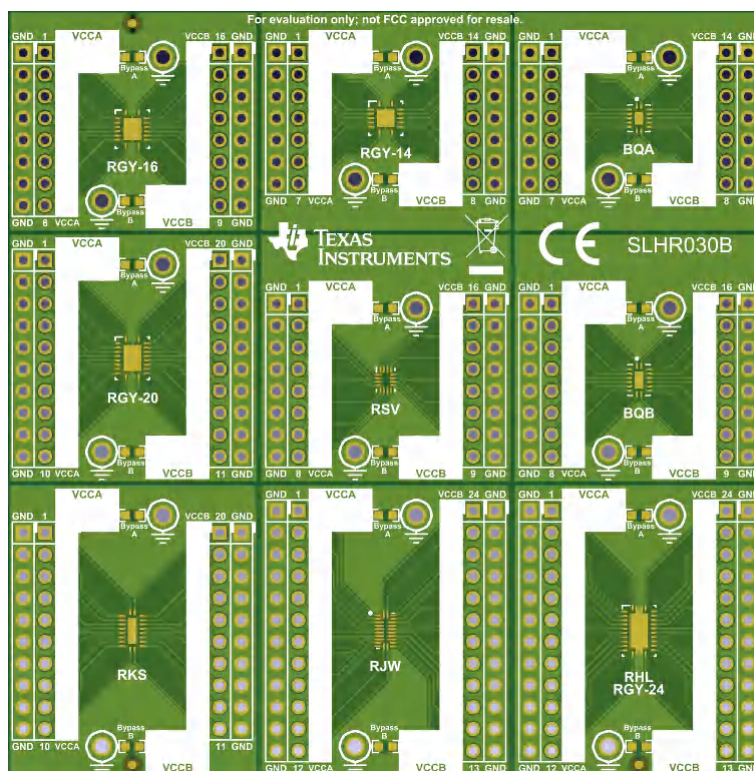 For evaluation only; not FCC approved for resale.
GND 1 VCCA VCCB 16 GND
Bypass A
RGY-16
Bypass B
GND 8 VCCA VCCB 9 GND
GND 1 VCCA VCCB 14 GND
Bypass A
RGY-14
Bypass B
GND 7 VCCA VCCB 8 GND
GND 1 VCCA VCCB 14 GND
Bypass A
BQA
Bypass B
GND 7 VCCA VCCB 8 GND
TEXAS
INSTRUMENTS
CE
SLHR030B
GND 1 VCCA VCCB 20 GND
Bypass A
RGY-20
Bypass B
GND 10 VCCA VCCB 11 GND
GND 1 VCCA VCCB 16 GND
Bypass A
RSV
Bypass B
GND 8 VCCA VCCB 9 GND
GND 1 VCCA VCCB 16 GND
Bypass A
BQB
Bypass B
GND 8 VCCA VCCB 9 GND
GND 1 VCCA VCCB 20 GND
Bypass A
RKS
Bypass B
GND 10 VCCA VCCB 11 GND
GND 1 VCCA VCCB 24 GND
Bypass A
RJW
Bypass B
GND 12 VCCA VCCB 13 GND
GND 1 VCCA VCCB 24 GND
Bypass A
RHL
RGY-24
Bypass B
GND 12 VCCA VCCB 13 GND